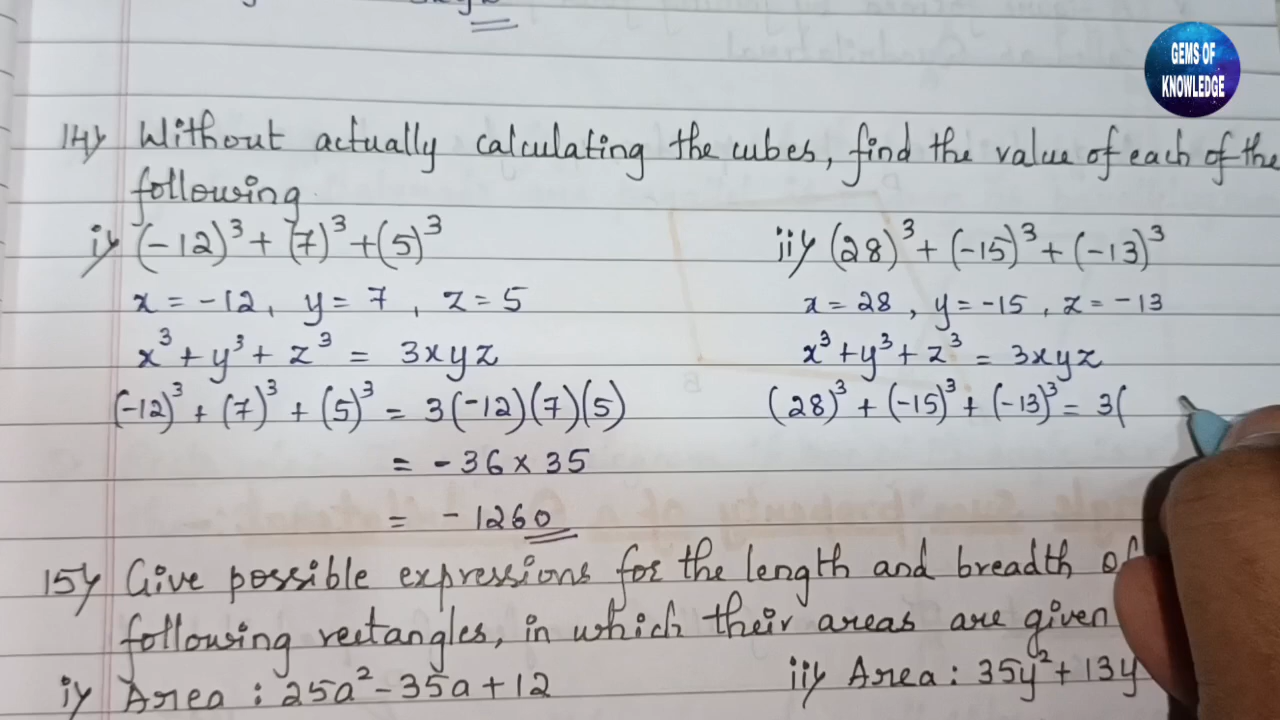 GEMS OF
KNOWLEDGE
14) Without actually calculating the cubes, find the value of each of the
following.
i) (-12)³ + (7)³ + (5)³
ii) (28)³ + (-15)³ + (-13)³
x = -12, y = 7, z = 5
x = 28, y = -15, z = -13
x³ + y³ + z³ = 3xyz
x³ + y³ + z³ = 3xyz
(-12)³ + (7)³ + (5)³ = 3(-12)(7)(5)
(28)³ + (-15)³ + (-13)³ = 3(
= -36 × 35
= -1260
15) Give possible expressions for the length and breadth of
following rectangles, in which their areas are given
i) Area : 25a² - 35a + 12
ii) Area : 35y² + 13y